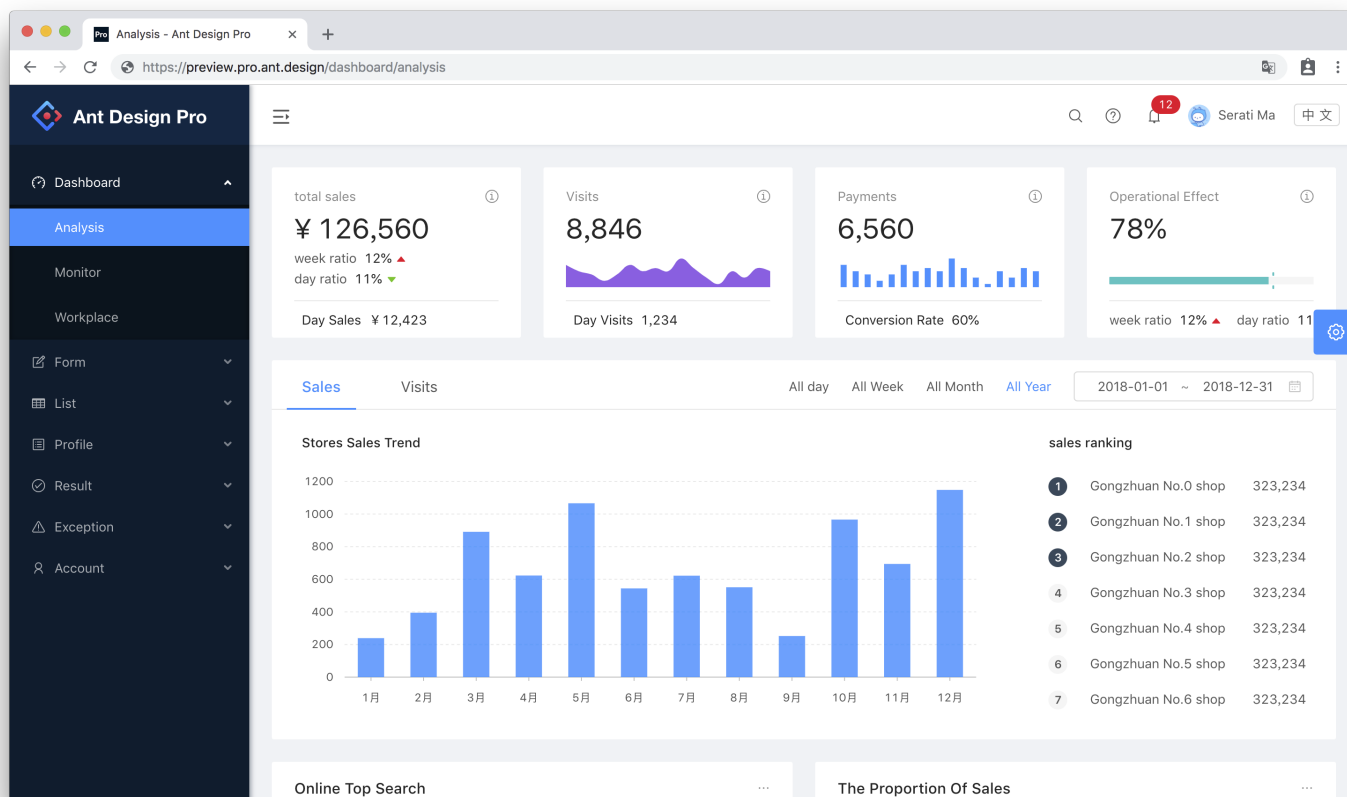 Pro Analysis - Ant Design Pro
https://preview.pro.ant.design/dashboard/analysis
Ant Design Pro
12
Serati Ma
中 文
Dashboard
Analysis
Monitor
Workplace
Form
List
Profile
Result
Exception
Account
total sales
¥ 126,560
week ratio 12%
day ratio 11%
Day Sales ¥ 12,423
Visits
8,846
Day Visits 1,234
Payments
6,560
Conversion Rate 60%
Operational Effect
78%
week ratio 12% day ratio 11
Sales Visits All day All Week All Month All Year 2018-01-01 ~ 2018-12-31
Stores Sales Trend
1200
1000
800
600
400
200
0
1月 2月 3月 4月 5月 6月 7月 8月 9月 10月 11月 12月
sales ranking
1 Gongzhuan No.0 shop 323,234
2 Gongzhuan No.1 shop 323,234
3 Gongzhuan No.2 shop 323,234
4 Gongzhuan No.3 shop 323,234
5 Gongzhuan No.4 shop 323,234
6 Gongzhuan No.5 shop 323,234
7 Gongzhuan No.6 shop 323,234
Online Top Search
The Proportion Of Sales